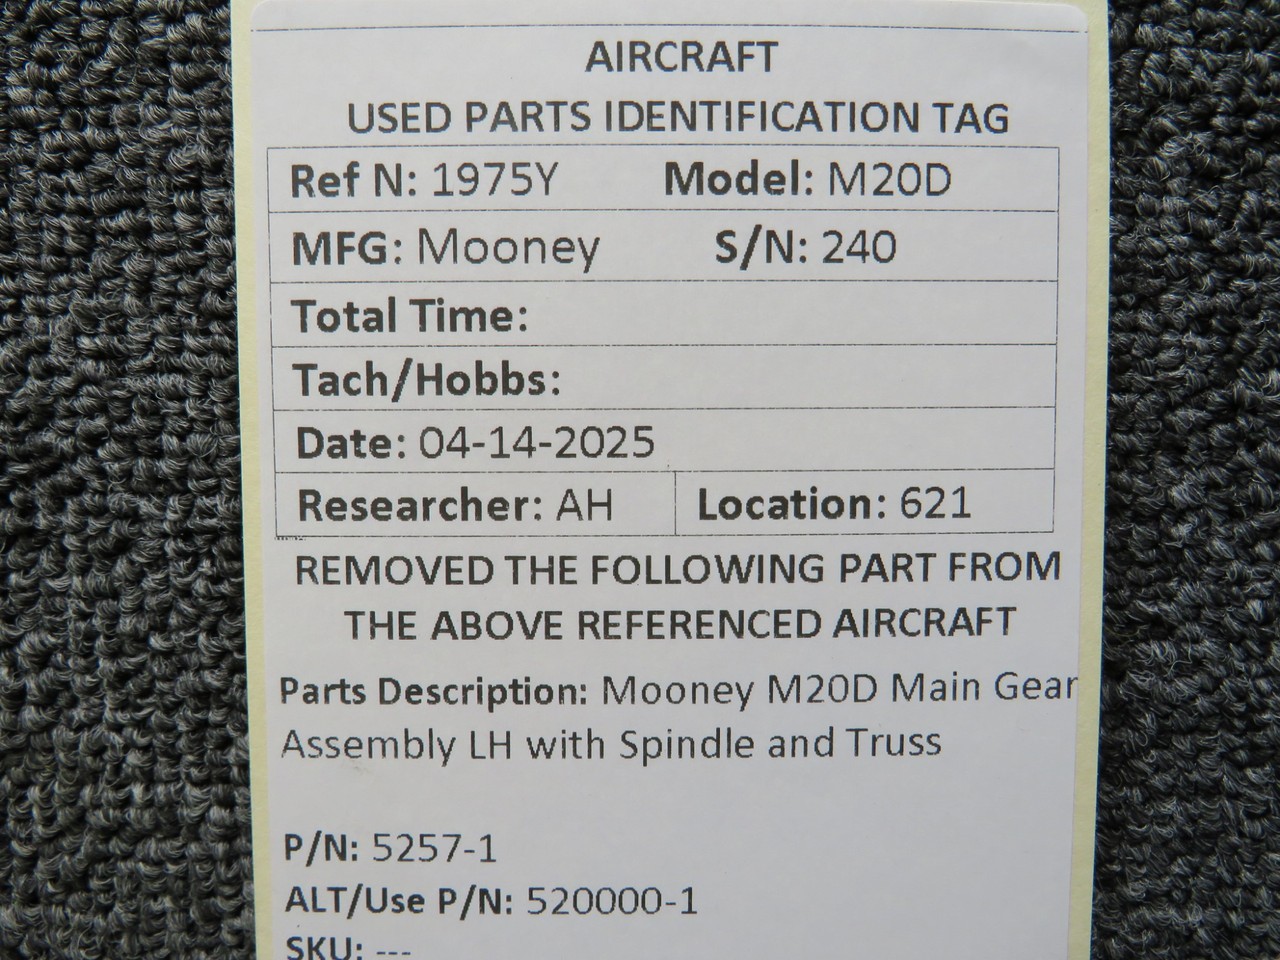 AIRCRAFT
USED PARTS IDENTIFICATION TAG
Ref N: 1975Y Model: M20D
MFG: Mooney S/N: 240
Total Time:
Tach/Hobbs:
Date: 04-14-2025
Researcher: AH Location: 621
REMOVED THE FOLLOWING PART FROM
THE ABOVE REFERENCED AIRCRAFT
Parts Description: Mooney M20D Main Gear
Assembly LH with Spindle and Truss
P/N: 5257-1
ALT/Use P/N: 520000-1
SKU: ---